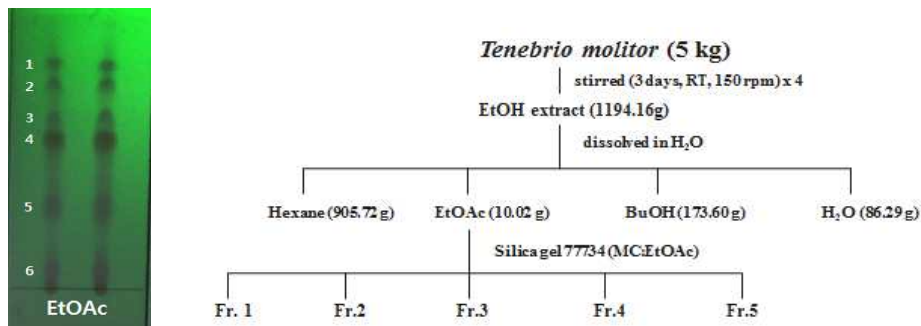 1
2
3
4
5
6
EtOAc
Tenebrio molitor (5 kg)
stirred (3 days, RT, 150 rpm) x 4
EtOH extract (1194.16g)
dissolved in H₂O
Hexane (905.72 g) EtOAc (10.02 g) BuOH (173.60 g) H₂O (86.29 g)
Silica gel 77734 (MC:EtOAc)
Fr. 1 Fr.2 Fr.3 Fr.4 Fr.5